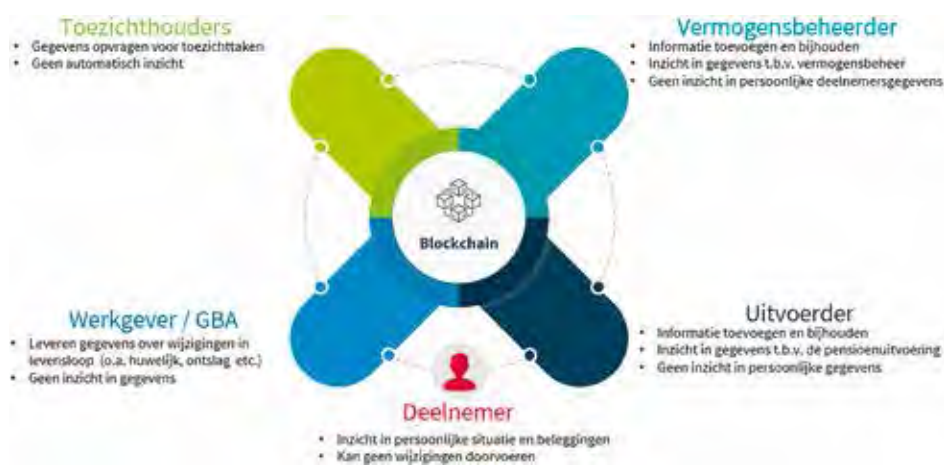 Toezichthouders
• Gegevens opvragen voor toezichttaken
• Geen automatisch inzicht
Vermogensbeheerder
• Informatie toevoegen en bijhouden
• Inzicht in gegevens t.b.v. vermogensbeheer
• Geen inzicht in persoonlijke deelnemersgegevens
Blockchain
Werkgever / GBA
• Leveren gegevens over wijzigingen in
levensloop (o.a. huwelijk, ontslag etc.)
• Geen inzicht in gegevens
Uitvoerder
• Informatie toevoegen en bijhouden
• Inzicht in gegevens t.b.v. de pensioenuitvoering
• Geen inzicht in persoonlijke gegevens
Deelnemer
• Inzicht in persoonlijke situatie en beleggingen
• Kan geen wijzigingen doorvoeren